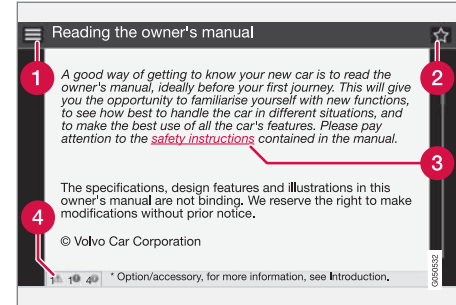 Reading the owner's manual
1
2
A good way of getting to know your new car is to read the
owner's manual, ideally before your first journey. This will give
you the opportunity to familiarise yourself with new functions,
to see how best to handle the car in different situations, and
to make the best use of all the car's features. Please pay
attention to the safety instructions contained in the manual.
3
The specifications, design features and illustrations in this
owner's manual are not binding. We reserve the right to make
modifications without prior notice.
4
© Volvo Car Corporation
1 1 4 * Option/accessory, for more information, see Introduction.
G050532